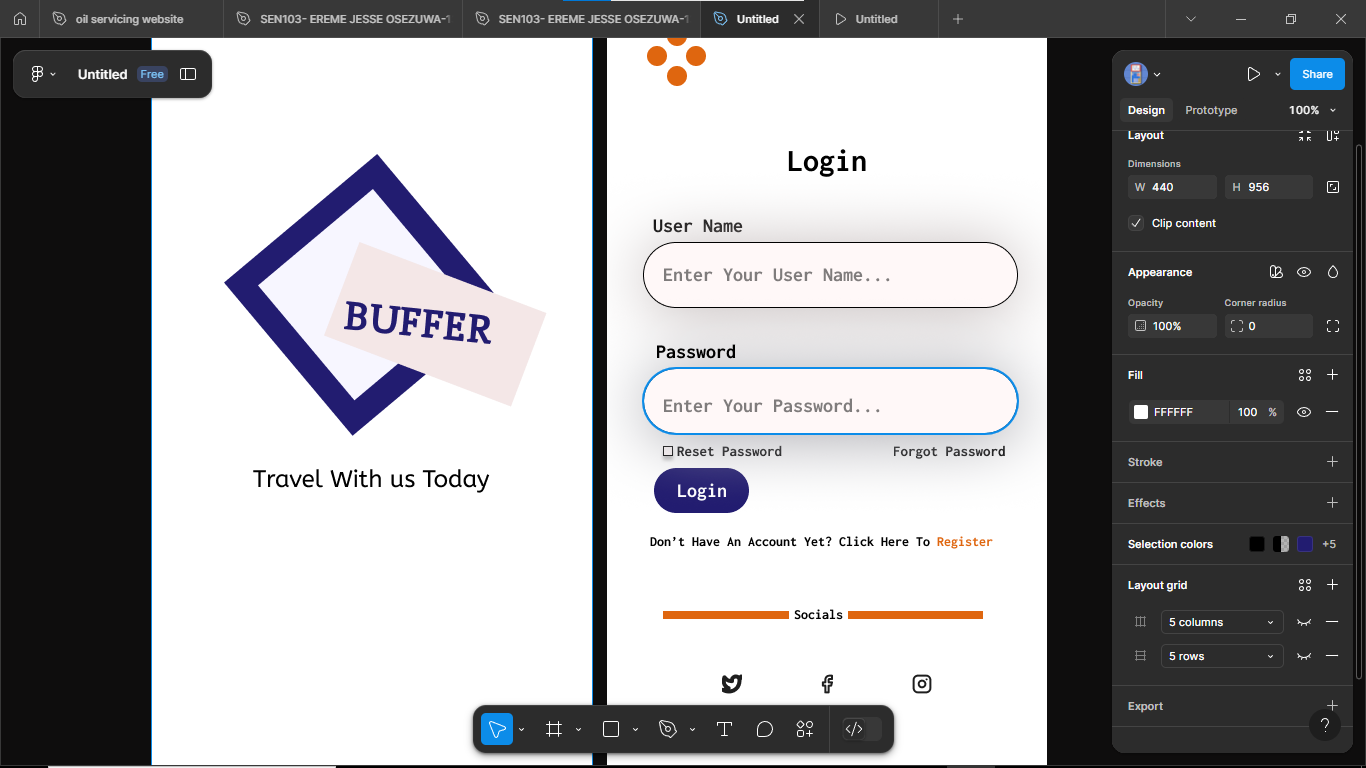 oil servicing website
SEN103- EREME JESSE OSEZUWA-1
SEN103- EREME JESSE OSEZUWA-1
Untitled
Untitled
Untitled Free
BUFFER
Travel With us Today
Login
User Name
Enter Your User Name...
Password
Enter Your Password...
Reset Password Forgot Password
Login
Don't Have An Account Yet? Click Here To Register
Socials
Share
Design Prototype 100%
Layout
Dimensions
W 440 H 956
Clip content
Appearance
Opacity Corner radius
100% 0
Fill
FFFFFF 100 %
Stroke
Effects
Selection colors +5
Layout grid
5 columns
5 rows
Export
?